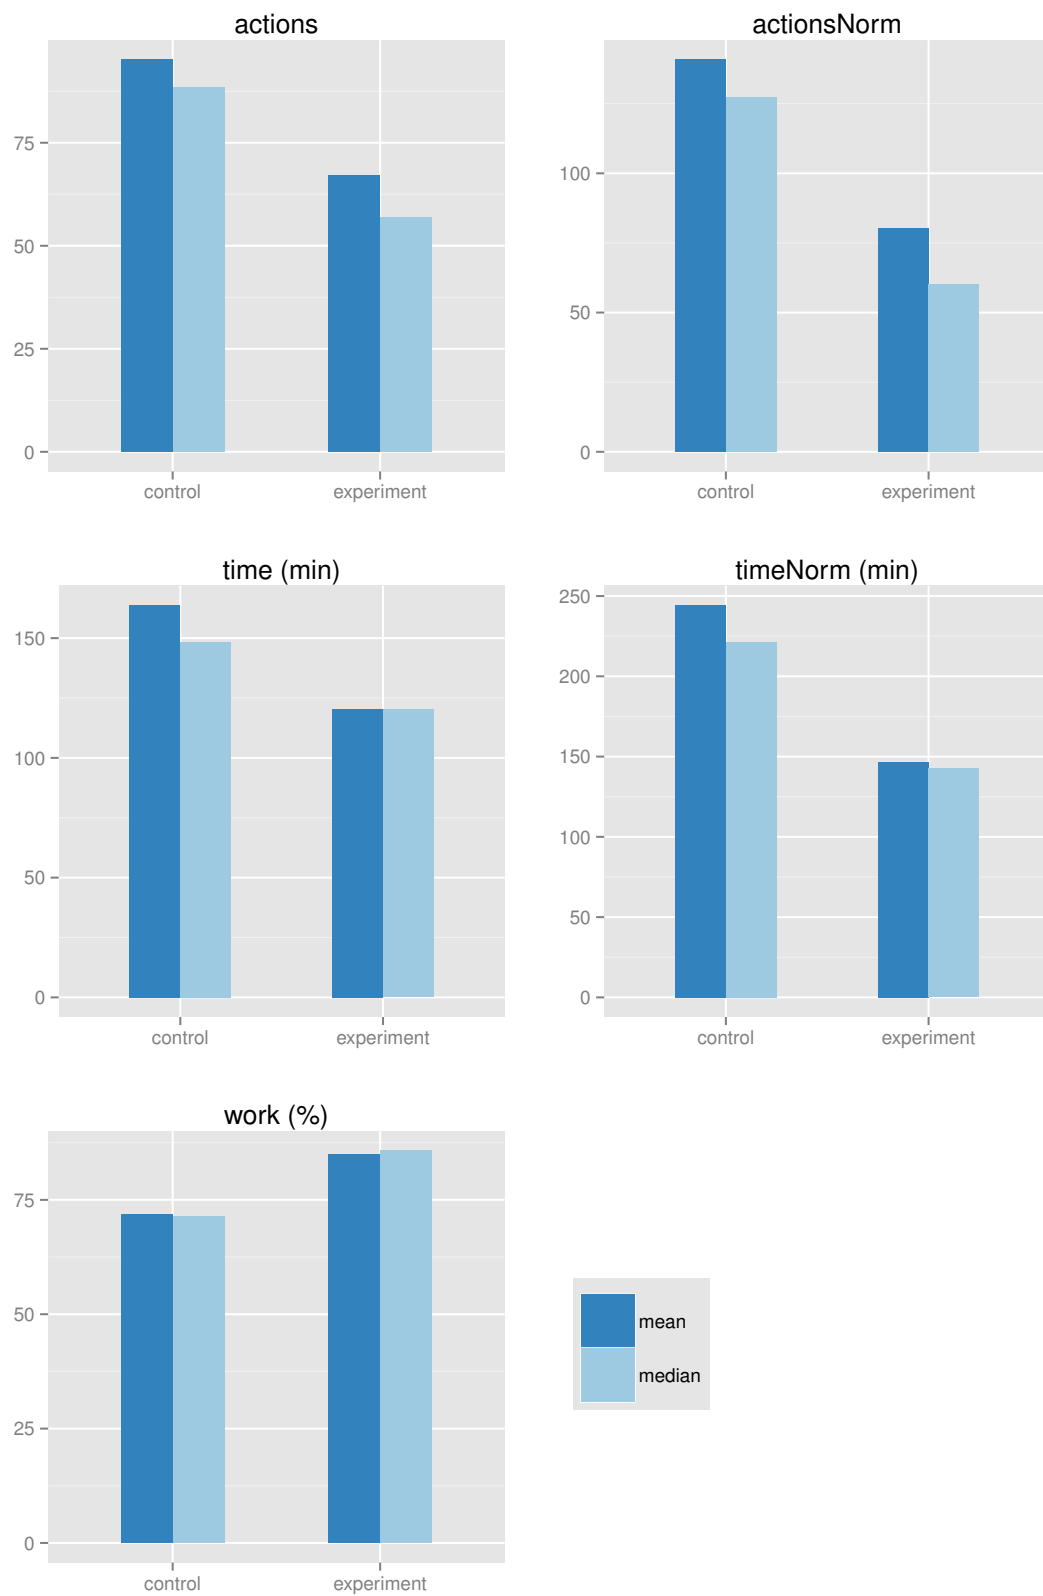 actions
75
50
25
0
control experiment
actionsNorm
100
50
0
control experiment
time (min)
150
100
50
0
control experiment
timeNorm (min)
250
200
150
100
50
0
control experiment
work (%)
75
50
25
0
control experiment
mean
median